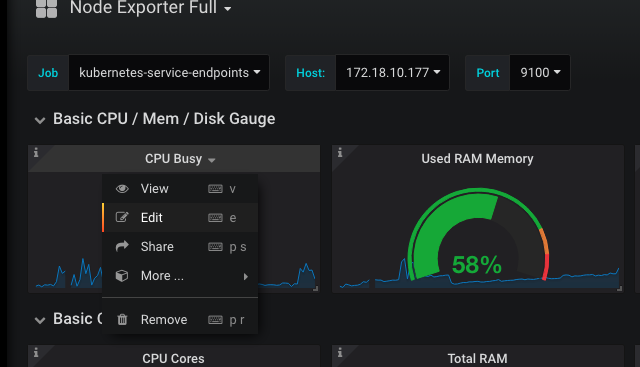 Node Exporter Full
Job kubernetes-service-endpoints Host: 172.18.10.177 Port 9100
Basic CPU / Mem / Disk Gauge
CPU Busy
Used RAM Memory
View v
Edit e
Share p s
More ...
Remove p r
58%
Basic C
CPU Cores
Total RAM